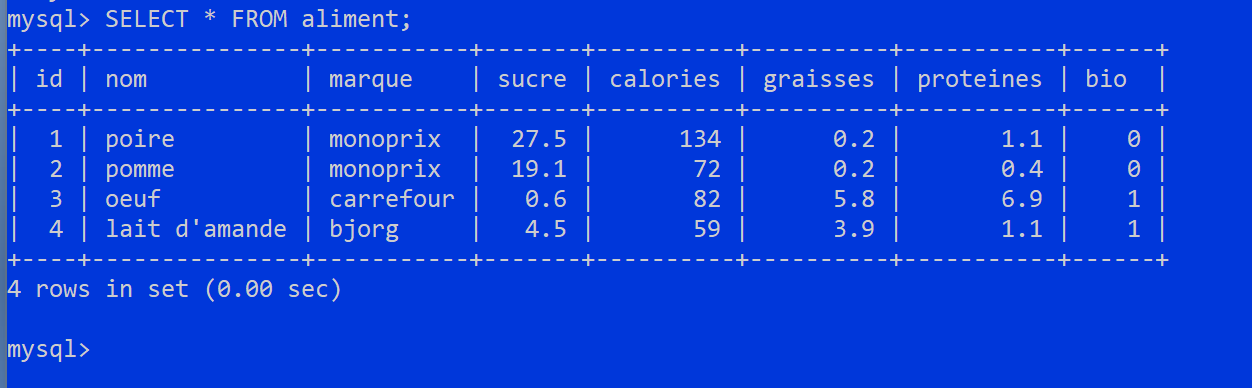 mysql> SELECT * FROM aliment;
+----+---------------+-----------+-------+----------+----------+-----------+------+
| id | nom           | marque    | sucre | calories | graisses | proteines | bio  |
+----+---------------+-----------+-------+----------+----------+-----------+------+
|  1 | poire         | monoprix  |  27.5 |      134 |      0.2 |       1.1 |    0 |
|  2 | pomme         | monoprix  |  19.1 |       72 |      0.2 |       0.4 |    0 |
|  3 | oeuf          | carrefour |   0.6 |       82 |      5.8 |       6.9 |    1 |
|  4 | lait d'amande | bjorg     |   4.5 |       59 |      3.9 |       1.1 |    1 |
+----+---------------+-----------+-------+----------+----------+-----------+------+
4 rows in set (0.00 sec)
mysql>